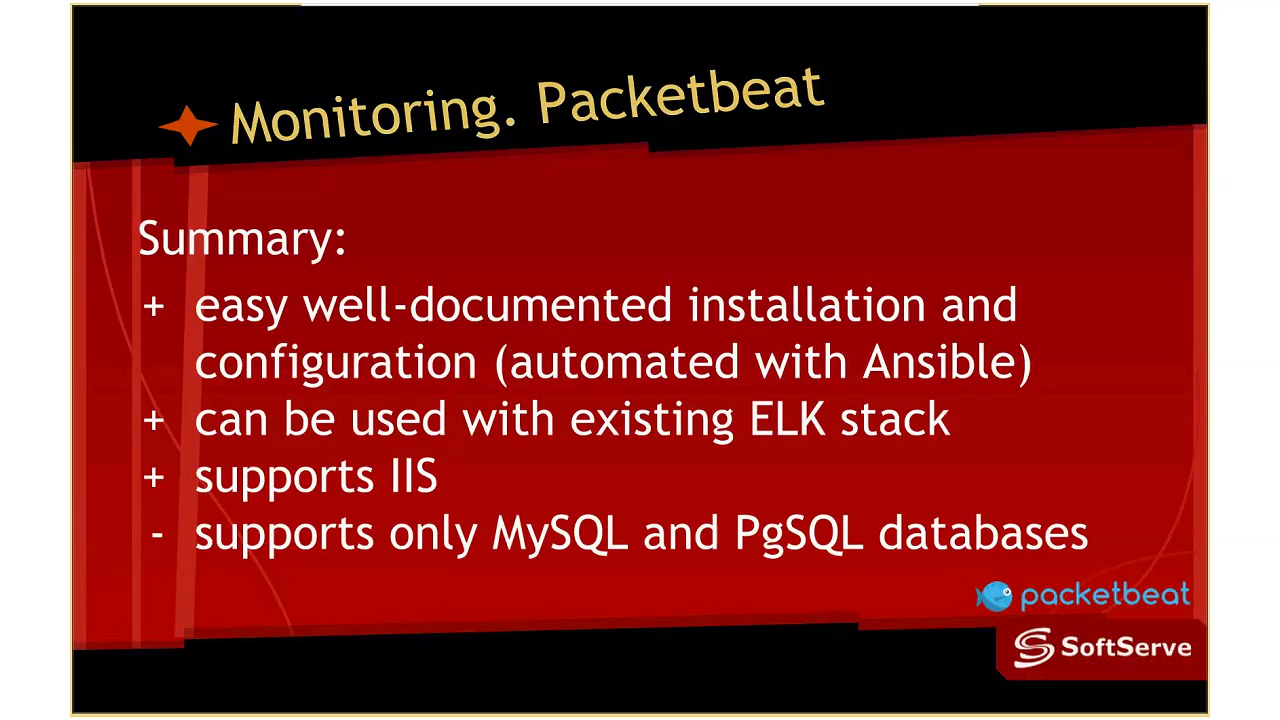 Monitoring. Packetbeat
Summary:
+ easy well-documented installation and
configuration (automated with Ansible)
+ can be used with existing ELK stack
+ supports IIS
- supports only MySQL and PgSQL databases
packetbeat
SoftServe